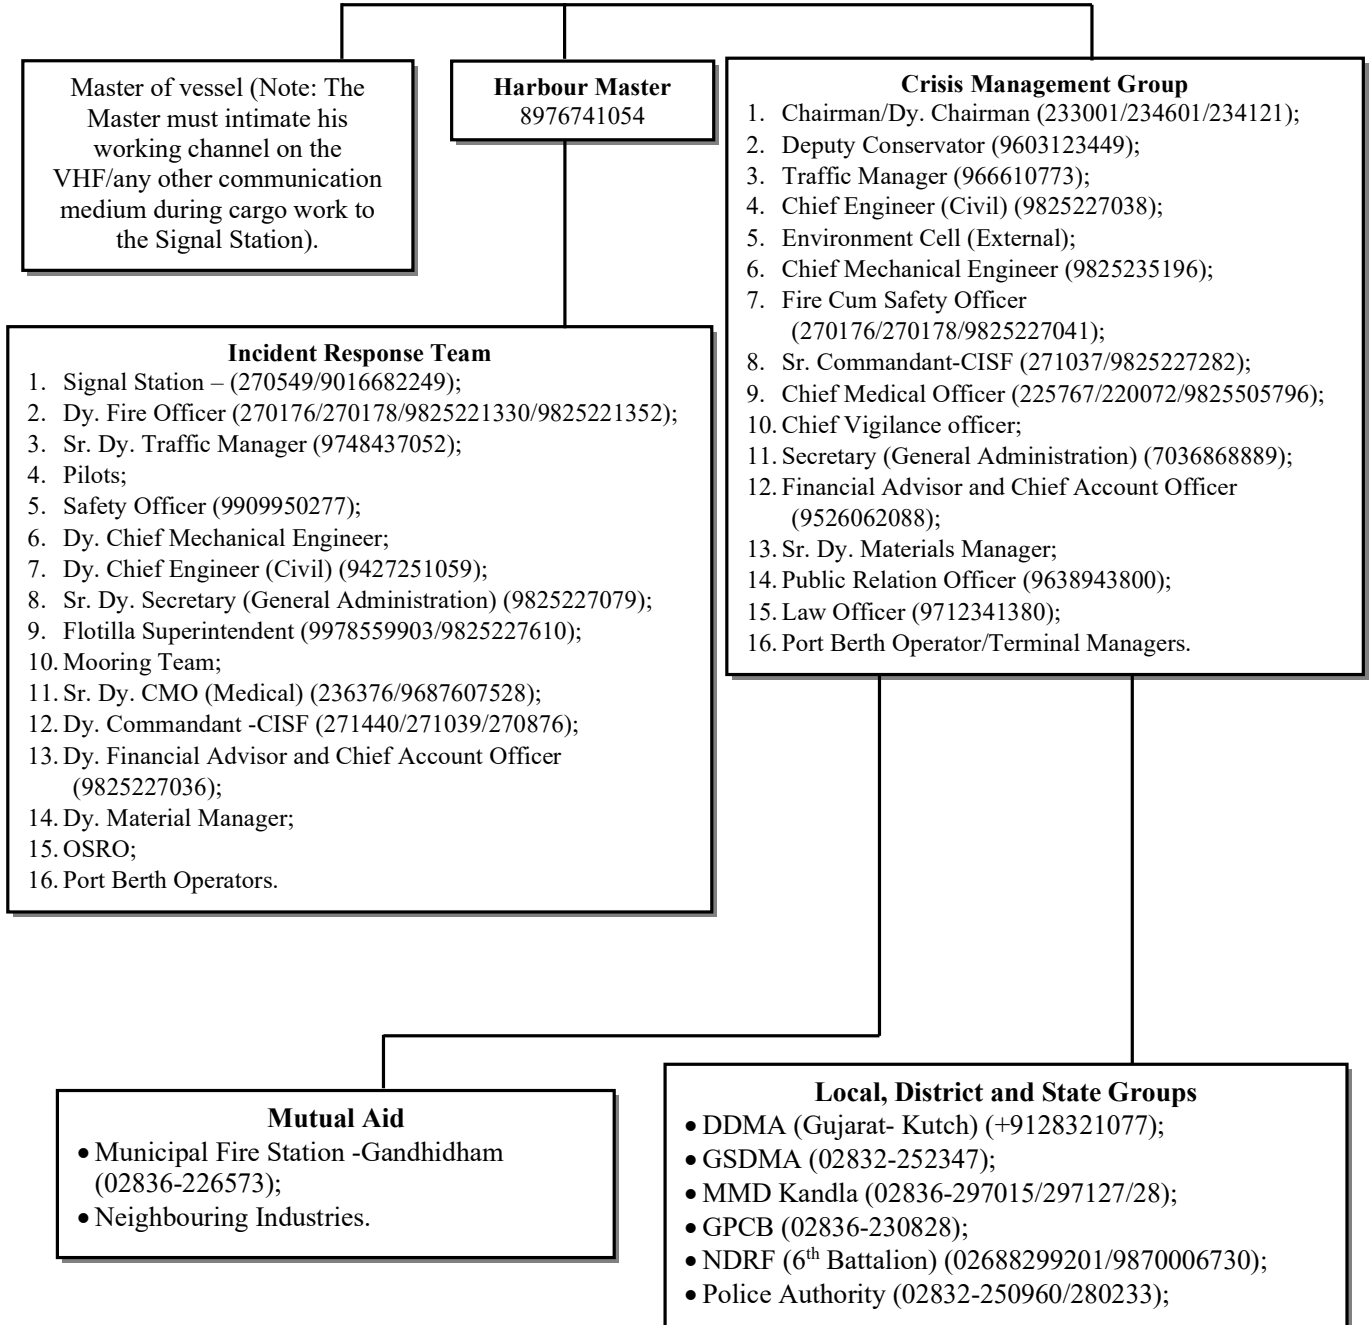 Master of vessel (Note: The
Master must intimate his
working channel on the
VHF/any other communication
medium during cargo work to
the Signal Station).
Harbour Master
8976741054
Crisis Management Group
1. Chairman/Dy. Chairman (233001/234601/234121);
2. Deputy Conservator (9603123449);
3. Traffic Manager (966610773);
4. Chief Engineer (Civil) (9825227038);
5. Environment Cell (External);
6. Chief Mechanical Engineer (9825235196);
7. Fire Cum Safety Officer
(270176/270178/9825227041);
8. Sr. Commandant-CISF (271037/9825227282);
9. Chief Medical Officer (225767/220072/9825505796);
10. Chief Vigilance officer;
11. Secretary (General Administration) (7036868889);
12. Financial Advisor and Chief Account Officer
(9526062088);
13. Sr. Dy. Materials Manager;
14. Public Relation Officer (9638943800);
15. Law Officer (9712341380);
16. Port Berth Operator/Terminal Managers.
Incident Response Team
1. Signal Station – (270549/9016682249);
2. Dy. Fire Officer (270176/270178/9825221330/9825221352);
3. Sr. Dy. Traffic Manager (9748437052);
4. Pilots;
5. Safety Officer (9909950277);
6. Dy. Chief Mechanical Engineer;
7. Dy. Chief Engineer (Civil) (9427251059);
8. Sr. Dy. Secretary (General Administration) (9825227079);
9. Flotilla Superintendent (9978559903/9825227610);
10. Mooring Team;
11. Sr. Dy. CMO (Medical) (236376/9687607528);
12. Dy. Commandant -CISF (271440/271039/270876);
13. Dy. Financial Advisor and Chief Account Officer
(9825227036);
14. Dy. Material Manager;
15. OSRO;
16. Port Berth Operators.
Mutual Aid
• Municipal Fire Station -Gandhidham
(02836-226573);
• Neighbouring Industries.
Local, District and State Groups
• DDMA (Gujarat- Kutch) (+9128321077);
• GSDMA (02832-252347);
• MMD Kandla (02836-297015/297127/28);
• GPCB (02836-230828);
• NDRF (6th Battalion) (02688299201/9870006730);
• Police Authority (02832-250960/280233);